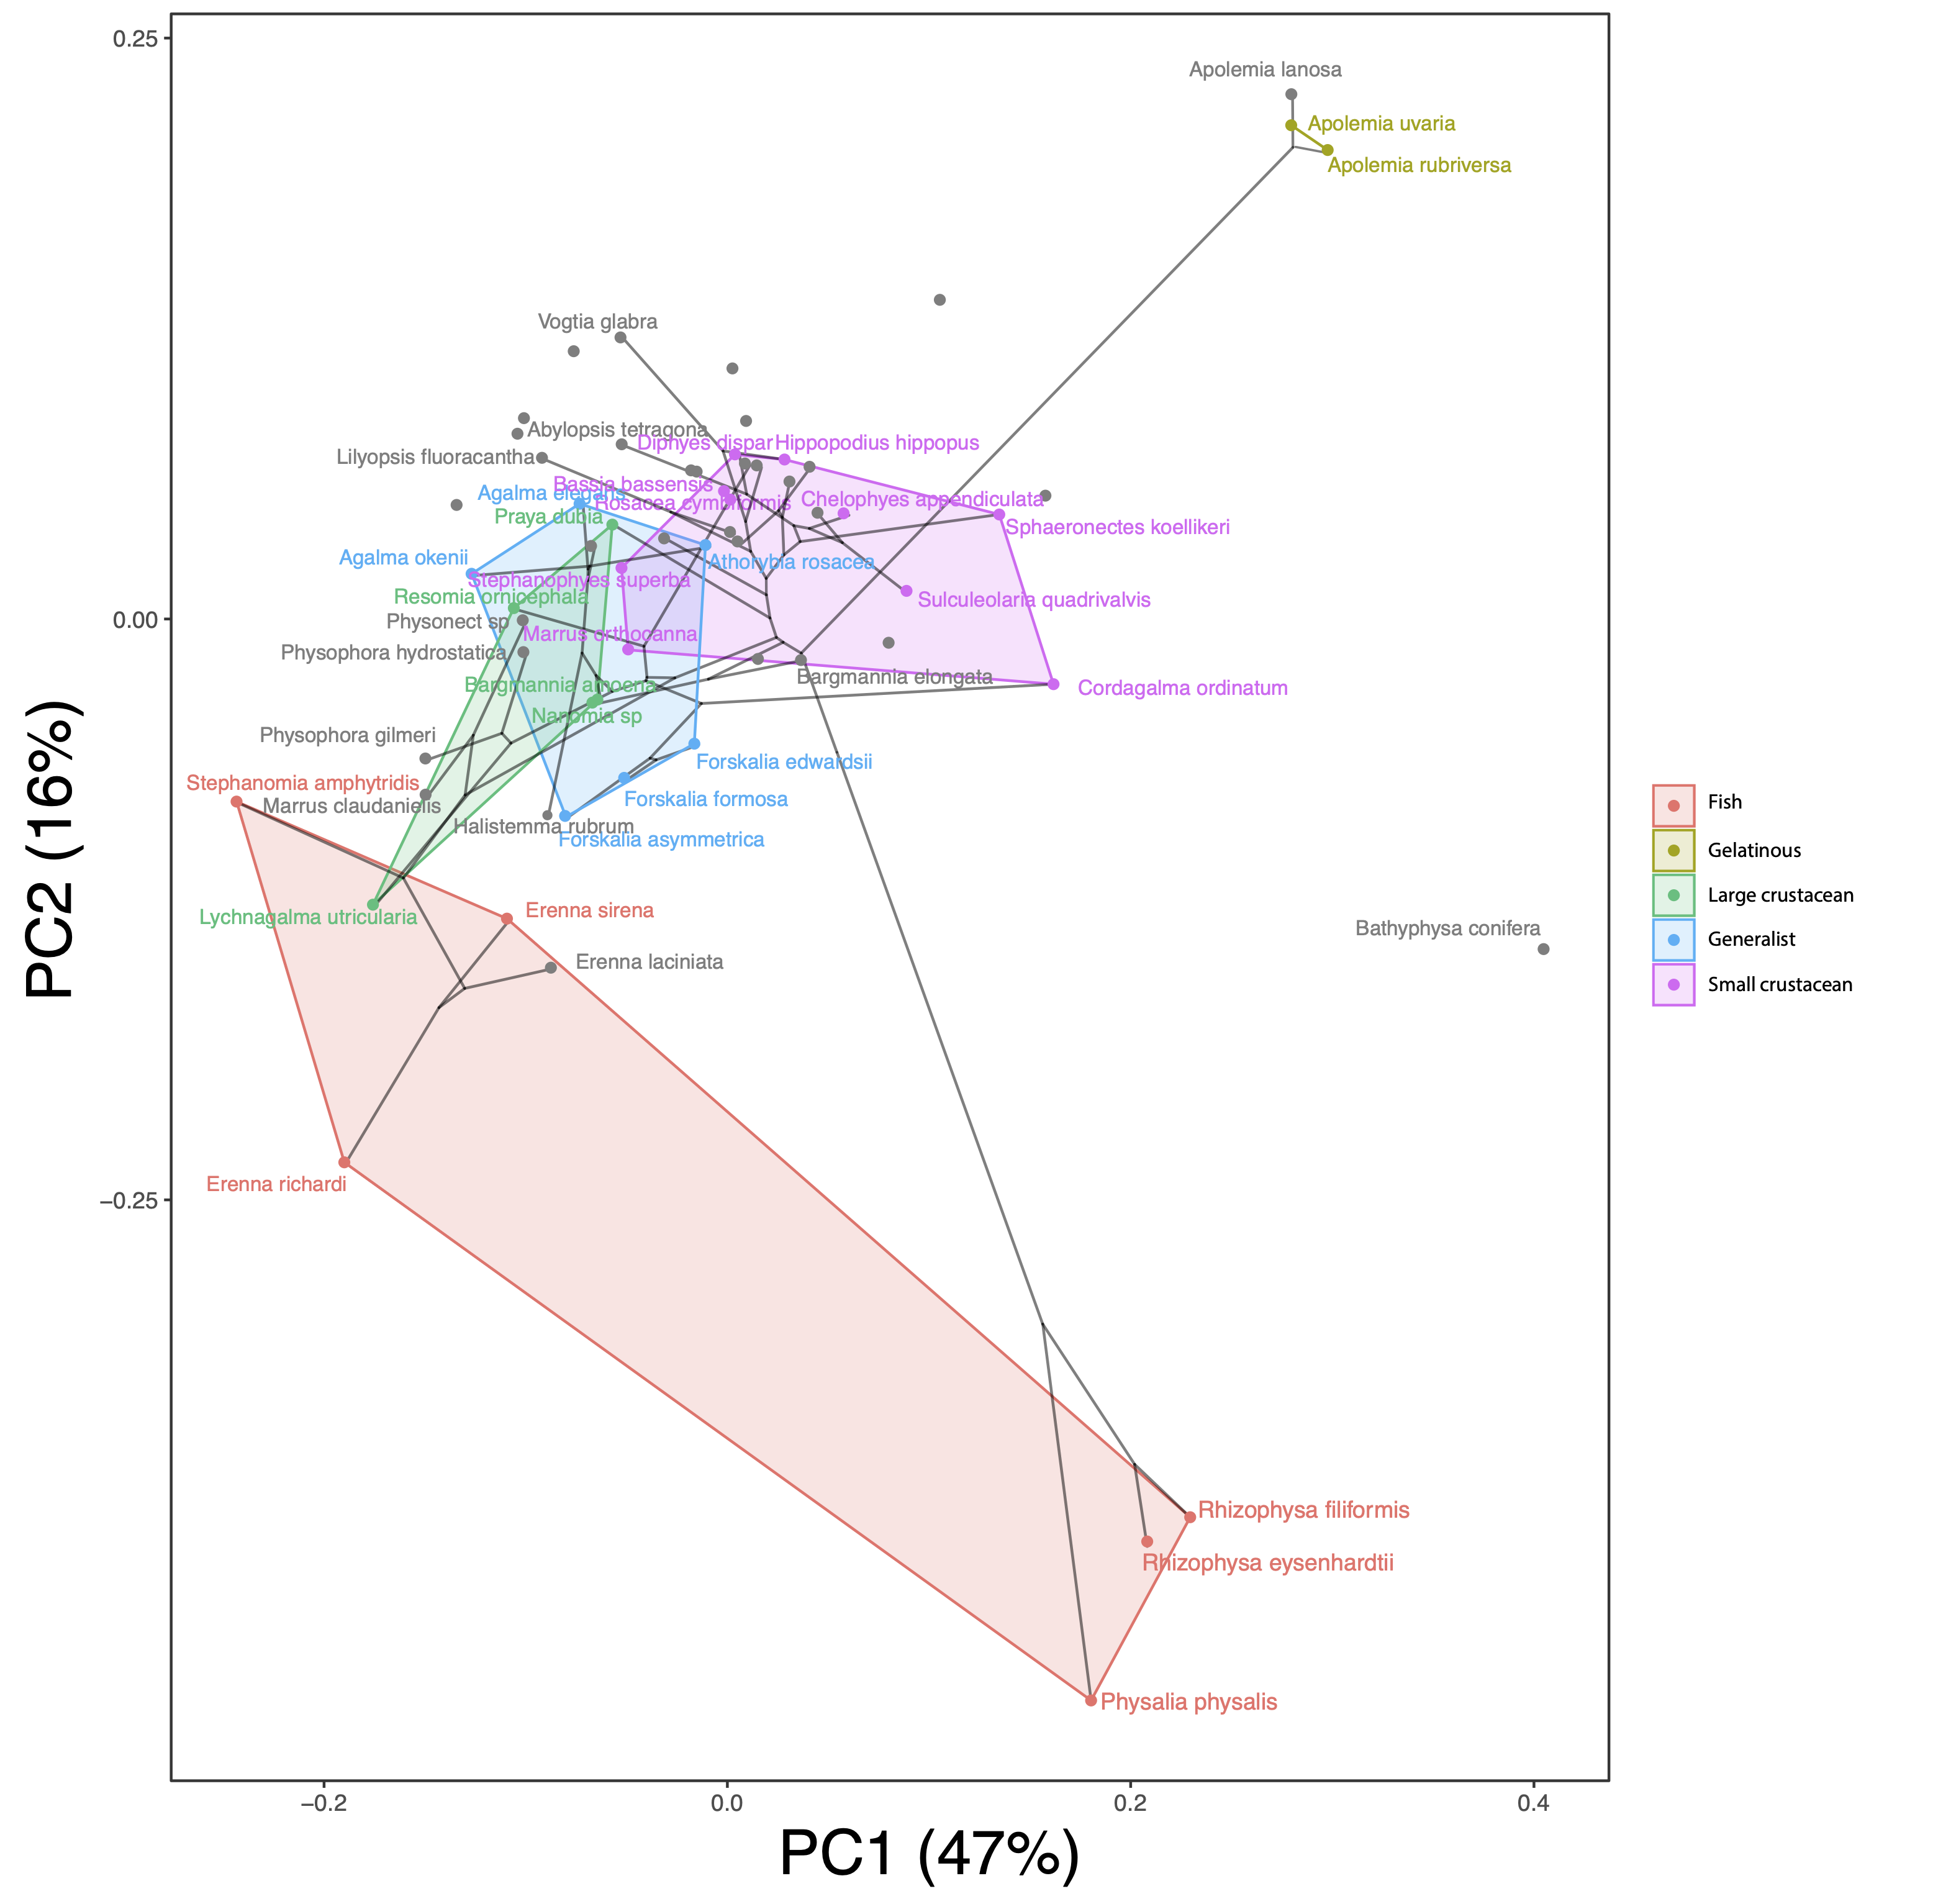 0.25
Apolemia lanosa
Apolemia uvaria
Apolemia rubriversa
Vogtia glabra
Abylopsis tetragona
Diphyes dispar
Hippopodius hippopus
Lilyopsis fluoracantha
Bassia bassensis
Agalma elegans
Rosacea cymbiformis
Chelophyes appendiculata
Praya dubia
Sphaeronectes koellikeri
Agalma okenii
Athorybia rosacea
Stephanophyes superba
Resomia ornicephala
Sulculeolaria quadrivalvis
0.00
Physonect sp
Marrus orthocanna
Physophora hydrostatica
Bargmannia elongata
Bargmannia amoena
Cordagalma ordinatum
Nanomia sp
Physophora gilmeri
Forskalia edwardsii
Stephanomia amphytridis
Forskalia formosa
Marrus claudanielis
Halistemma rubrum
Forskalia asymmetrica
Lychnagalma utricularia
Erenna sirena
Bathyphysa conifera
Erenna laciniata
Erenna richardi
−0.25
Rhizophysa filiformis
Rhizophysa eysenhardtii
Physalia physalis
−0.2
0.0
0.2
0.4
PC1 (47%)
PC2 (16%)
Fish
Gelatinous
Large crustacean
Generalist
Small crustacean